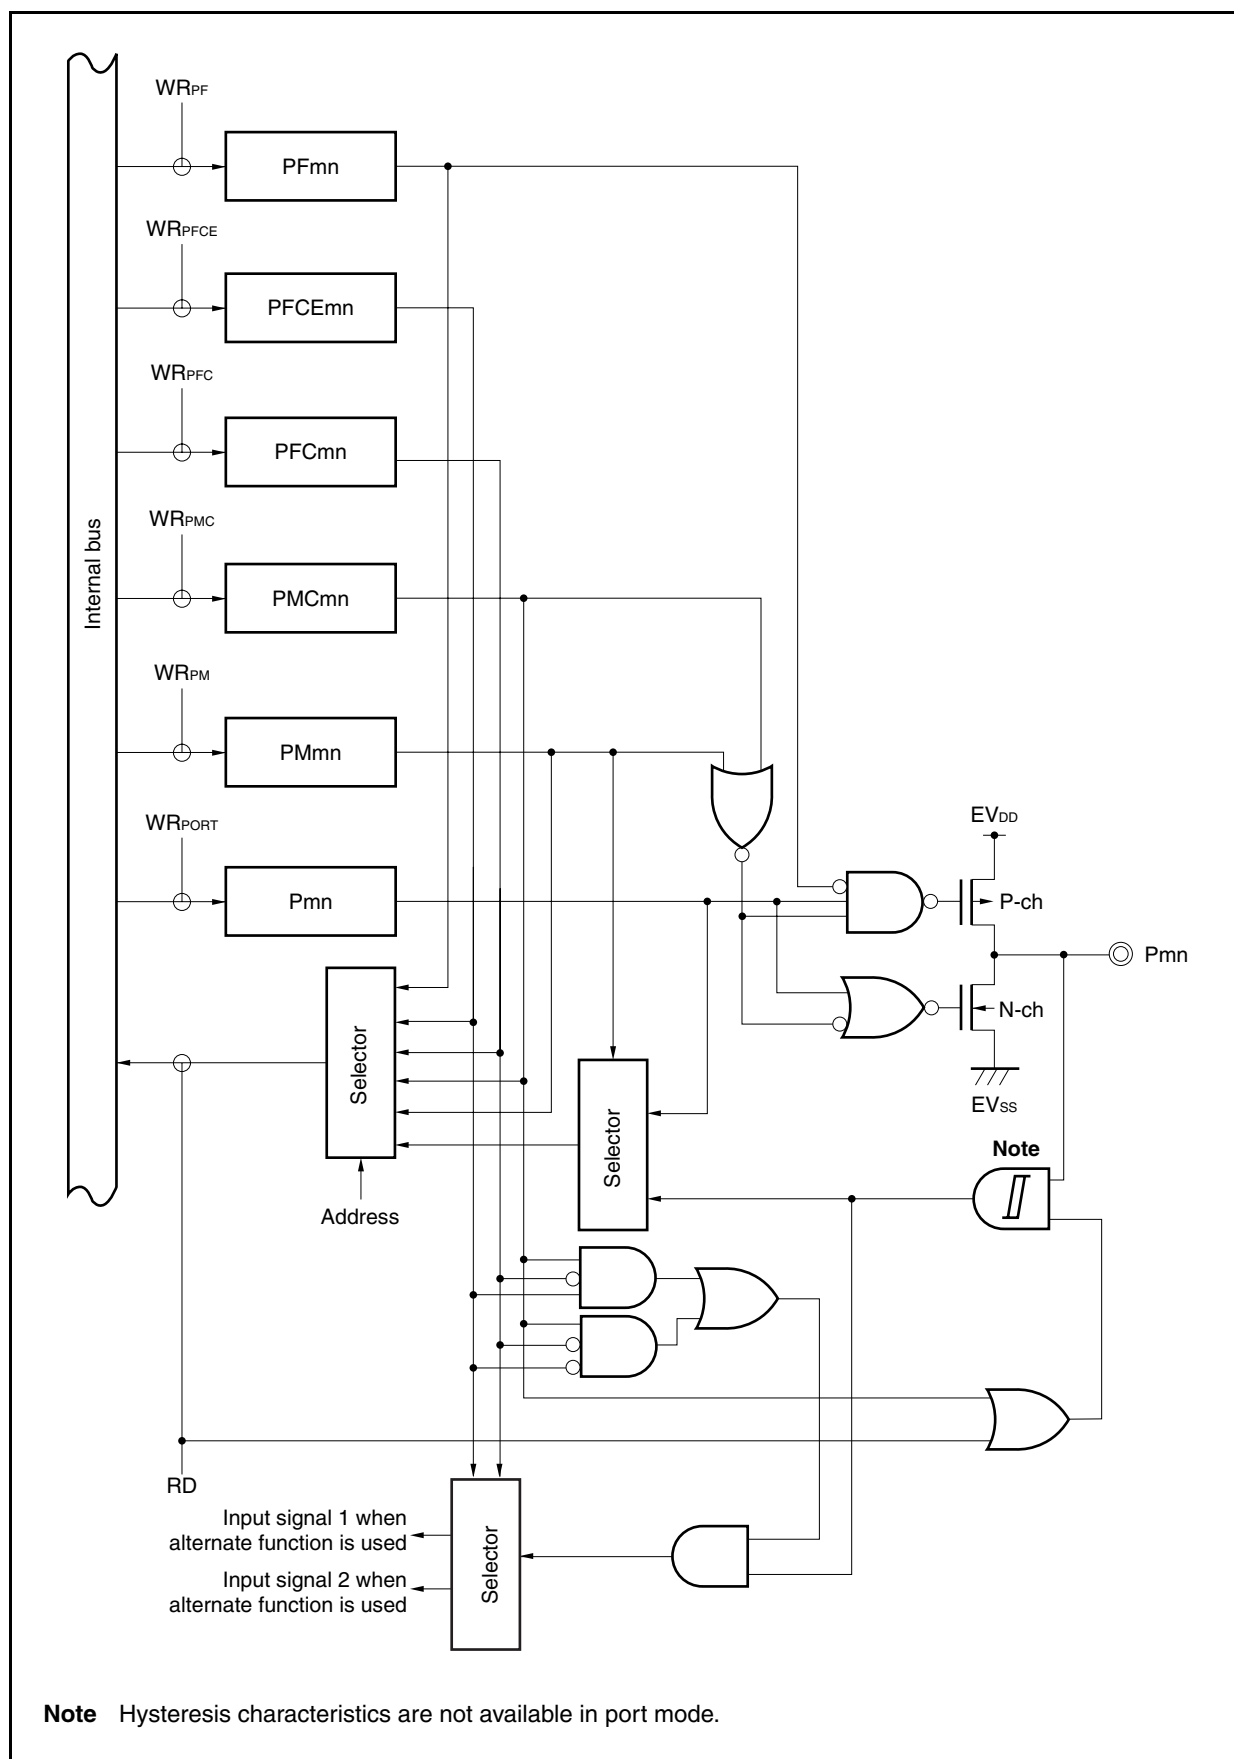 WRPF
PFmn
WRPFCE
PFCEmn
WRPFC
PFCmn
WRPMC
PMCmn
Internal bus
WRPM
PMmn
WRPORT
Pmn
EVDD
P-ch
Pmn
N-ch
EVSS
Selector
Selector
Note
Address
RD
Input signal 1 when
alternate function is used
Input signal 2 when
alternate function is used
Selector
Note Hysteresis characteristics are not available in port mode.